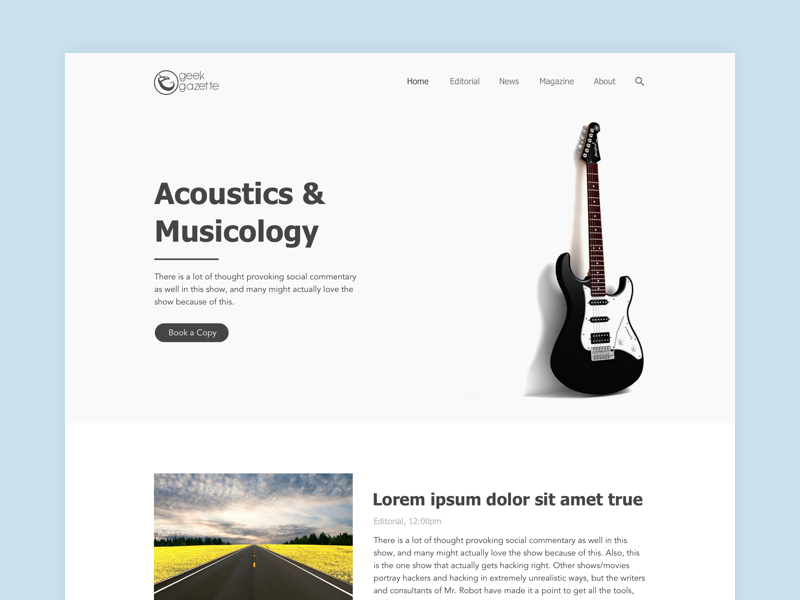 geek
gazette
Home Editorial News Magazine About
Acoustics &
Musicology
There is a lot of thought provoking social commentary
as well in this show, and many might actually love the
show because of this.
Book a Copy
Lorem ipsum dolor sit amet true
Editorial, 12:00pm
There is a lot of thought provoking social commentary as well in this
show, and many might actually love the show because of this. Also, this
is the one show that actually gets hacking right. Other shows/movies
portray hackers and hacking in extremely unrealistic ways, but the writers
and consultants of Mr. Robot have made it a point to get all the tools,